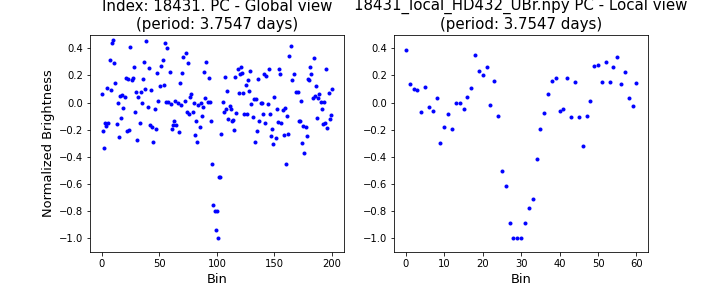 Index: 18431. PC - Global view
(period: 3.7547 days)
18431_local_HD432_UBr.npy PC - Local view
(period: 3.7547 days)
Normalized Brightness
0.4
0.2
0.0
−0.2
−0.4
−0.6
−0.8
−1.0
0 50 100 150 200
Bin
0.4
0.2
0.0
−0.2
−0.4
−0.6
−0.8
−1.0
0 20 40 60
Bin